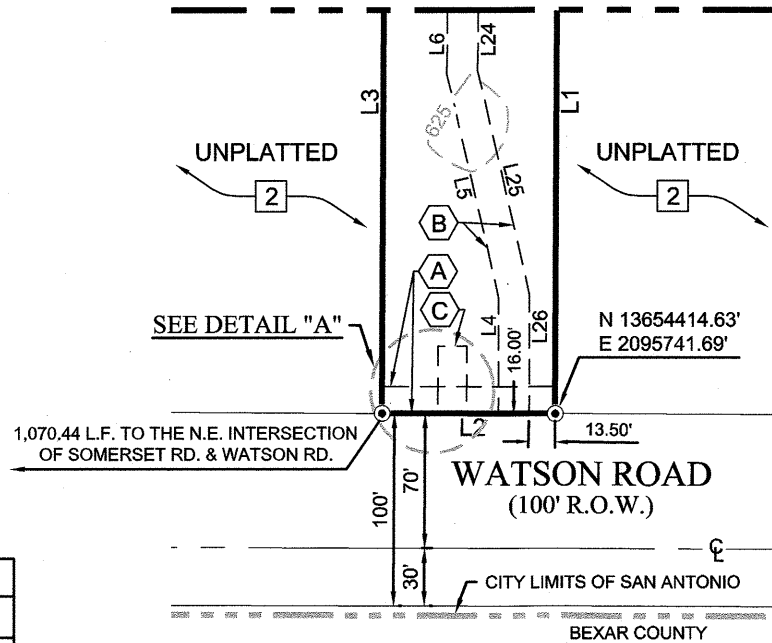 L6
L24
L3
L1
625
UNPLATTED
2
UNPLATTED
2
L5
L25
B
A
C
SEE DETAIL "A"
L4
16.00'
L26
N 13654414.63'
E 2095741.69'
L2
13.50'
1,070.44 L.F. TO THE N.E. INTERSECTION
OF SOMERSET RD. & WATSON RD.
WATSON ROAD
(100' R.O.W.)
100'
70'
30'
CL
CITY LIMITS OF SAN ANTONIO
BEXAR COUNTY